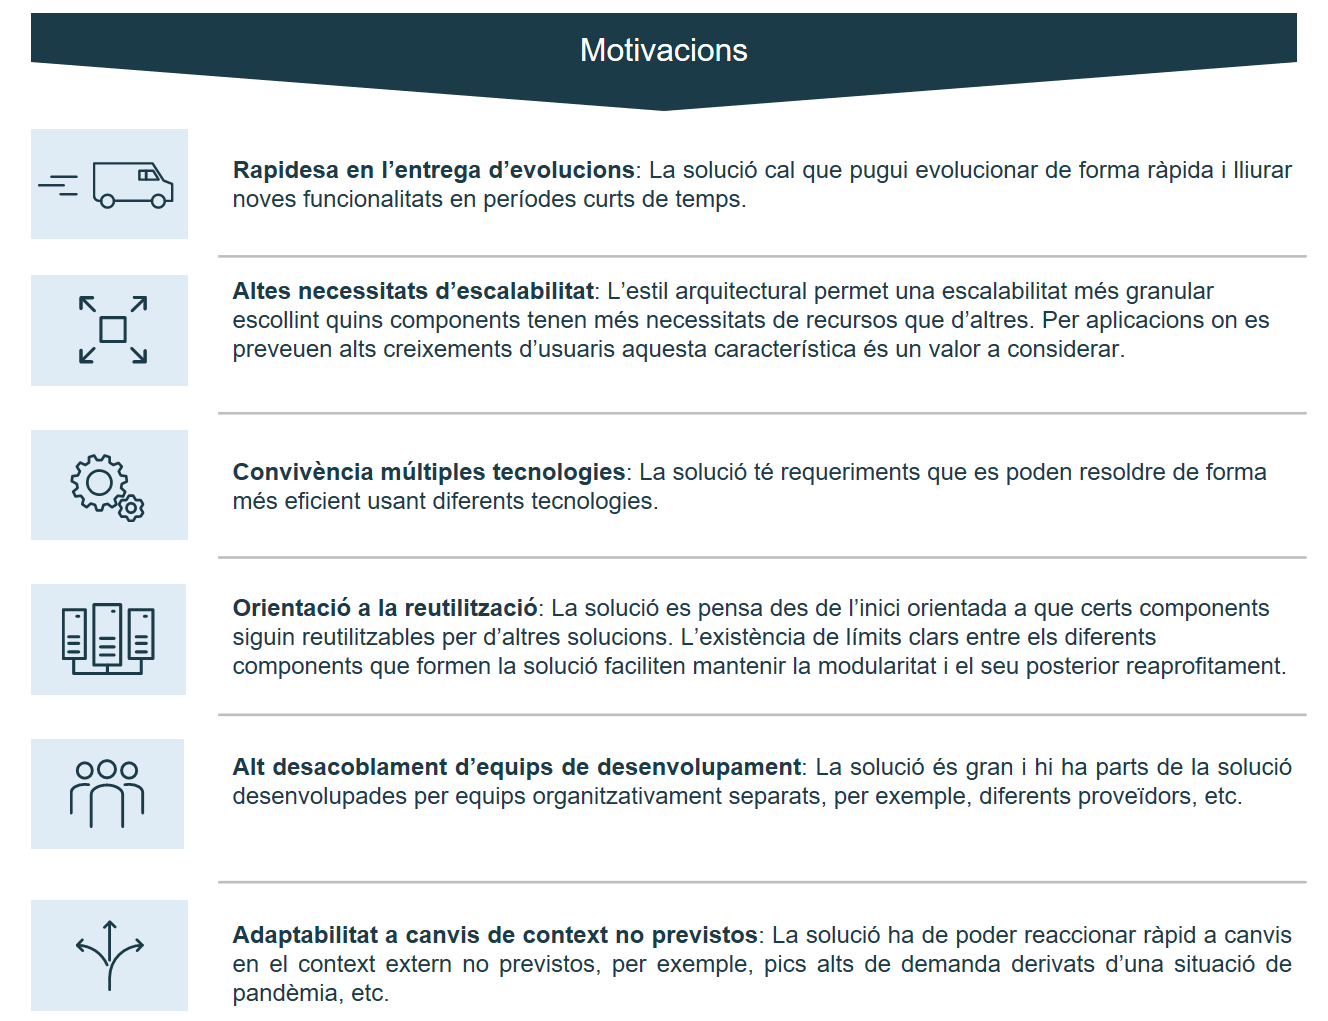 Motivacions
Rapidesa en l’entrega d’evolucions: La solució cal que pugui evolucionar de forma ràpida i lliurar
noves funcionalitats en períodes curts de temps.
Altes necessitats d’escalabilitat: L’estil arquitectural permet una escalabilitat més granular
escollint quins components tenen més necessitats de recursos que d’altres. Per aplicacions on es
preveuen alts creixements d’usuaris aquesta característica és un valor a considerar.
Convivència múltiples tecnologies: La solució té requeriments que es poden resoldre de forma
més eficient usant diferents tecnologies.
Orientació a la reutilització: La solució es pensa des de l’inici orientada a que certs components
siguin reutilitzables per d’altres solucions. L’existència de límits clars entre els diferents
components que formen la solució faciliten mantenir la modularitat i el seu posterior reaprofitament.
Alt desacoblament d’equips de desenvolupament: La solució és gran i hi ha parts de la solució
desenvolupades per equips organitzativament separats, per exemple, diferents proveïdors, etc.
Adaptabilitat a canvis de context no previstos: La solució ha de poder reaccionar ràpid a canvis
en el context extern no previstos, per exemple, pics alts de demanda derivats d’una situació de
pandèmia, etc.